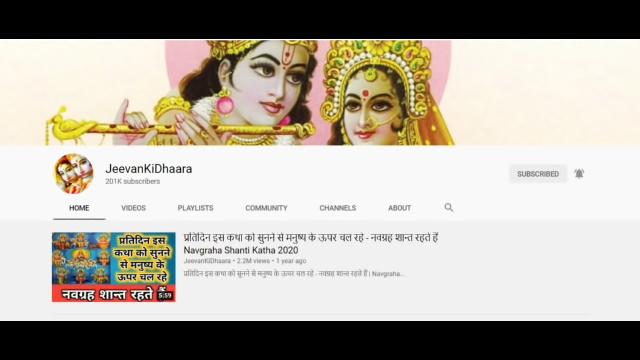 JeevanKiDhaara
201K subscribers
SUBSCRIBED
HOME VIDEOS PLAYLISTS COMMUNITY CHANNELS ABOUT
प्रतिदिन इस
कथा को सुनने
से मनुष्य के
ऊपर चल रहे
नवग्रह शान्त रहते हैं
5:59
प्रतिदिन इस कथा को सुनने से मनुष्य के ऊपर चल रहे - नवग्रह शान्त रहते हैं
Navgraha Shanti Katha 2020
JeevanKiDhaara • 2.2M views • 1 year ago
प्रतिदिन इस कथा को सुनने से मनुष्य के ऊपर चल रहे - नवग्रह शान्त रहते हैं। Navgraha...